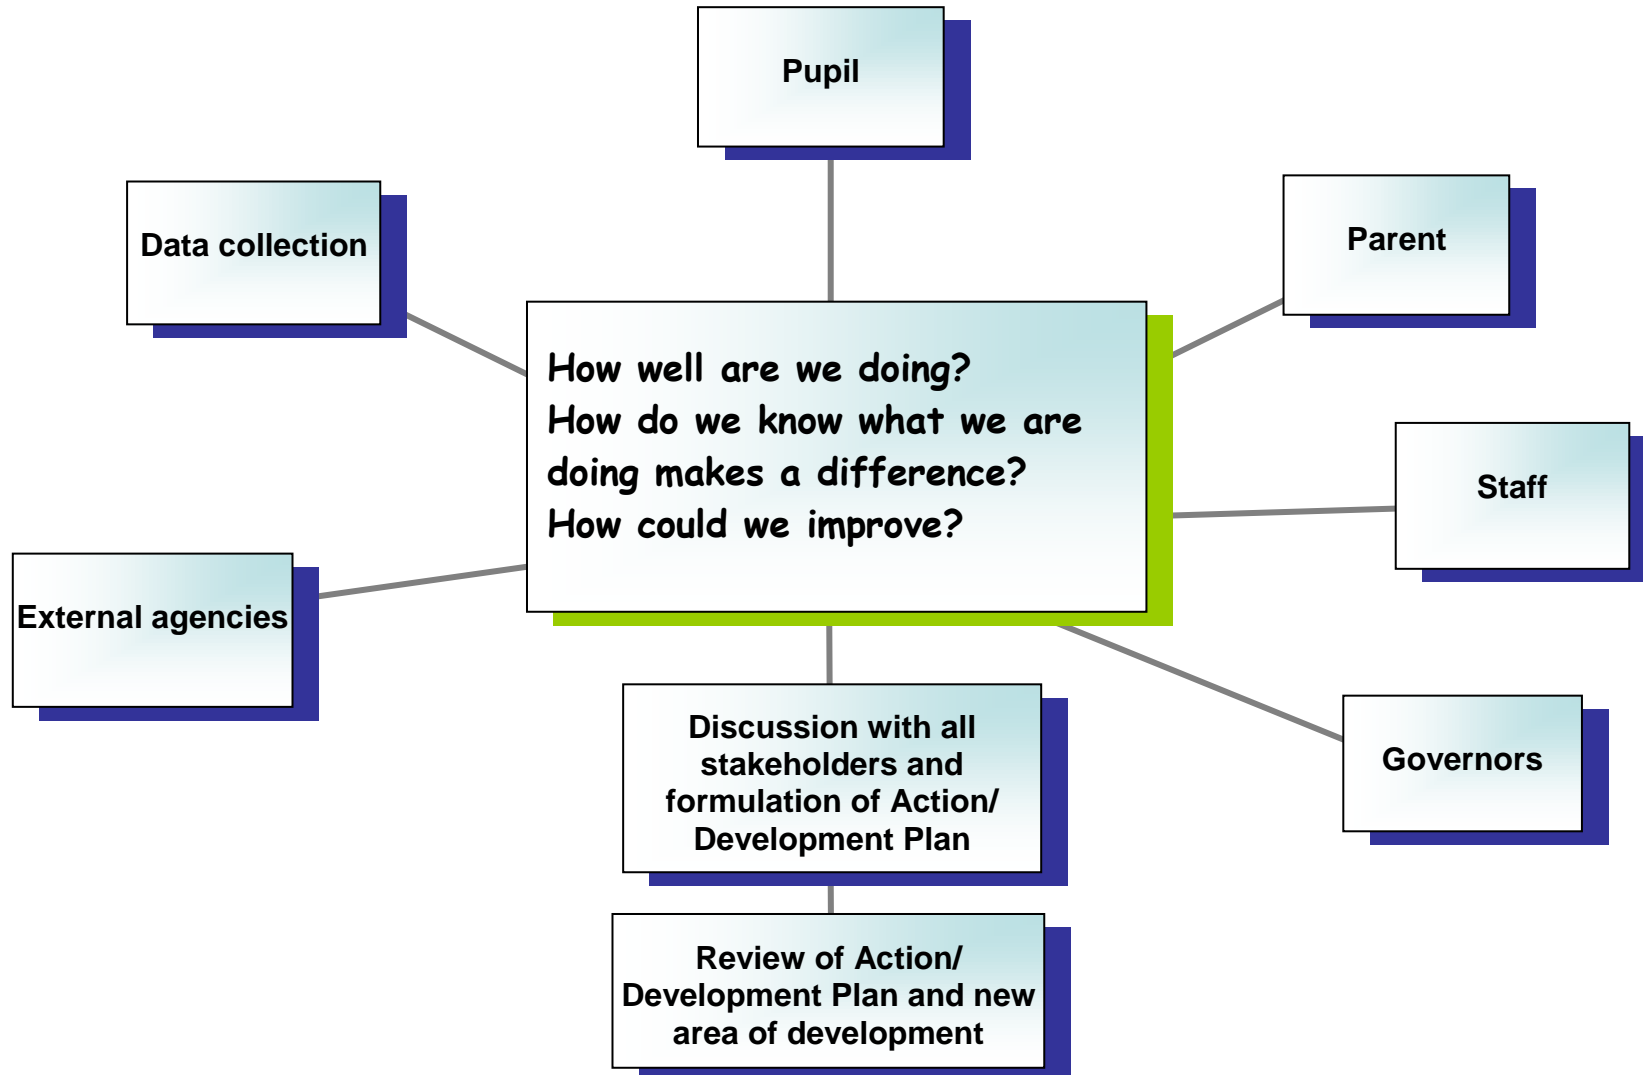 Pupil
Data collection
Parent
How well are we doing?
How do we know what we are
doing makes a difference?
How could we improve?
Staff
External agencies
Discussion with all
stakeholders and
formulation of Action/
Development Plan
Governors
Review of Action/
Development Plan and new
area of development